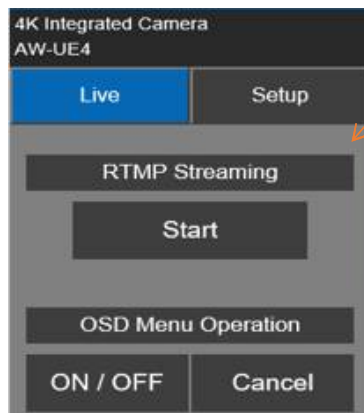 4K Integrated Camera
AW-UE4
Live Setup
RTMP Streaming
Start
OSD Menu Operation
ON / OFF Cancel